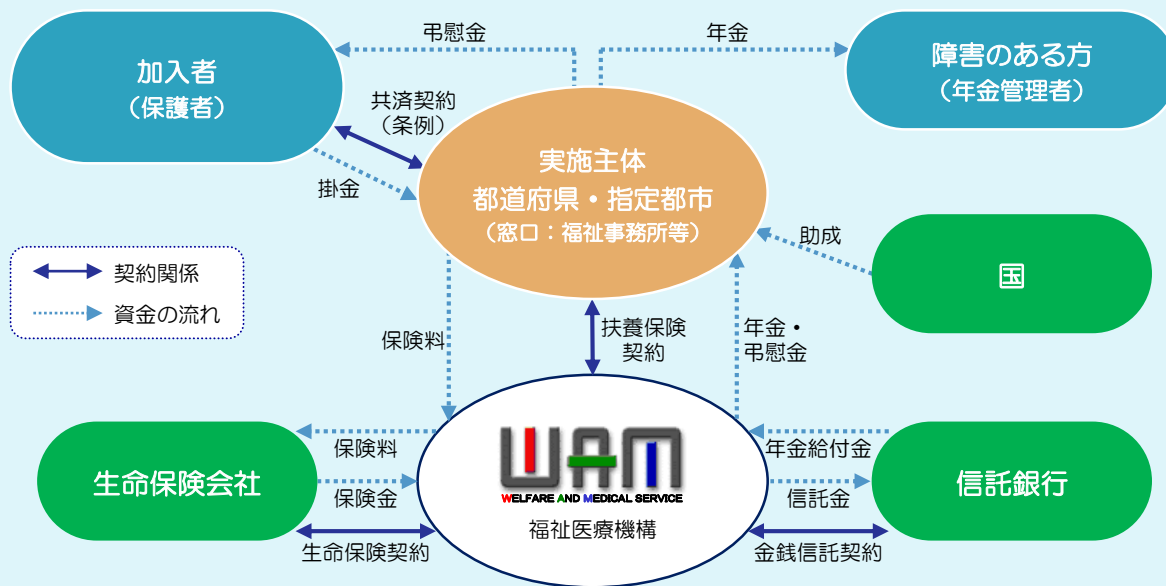 弔慰金
年金
加入者
（保護者）
障害のある方
（年金管理者）
共済契約
（条例）
掛金
実施主体
都道府県・指定都市
（窓口：福祉事務所等）
助成
国
契約関係
資金の流れ
保険料
扶養保険
契約
年金・
弔慰金
生命保険会社
保険料
保険金
生命保険契約
WAM
WELFARE AND MEDICAL SERVICE
福祉医療機構
年金給付金
信託金
金銭信託契約
信託銀行